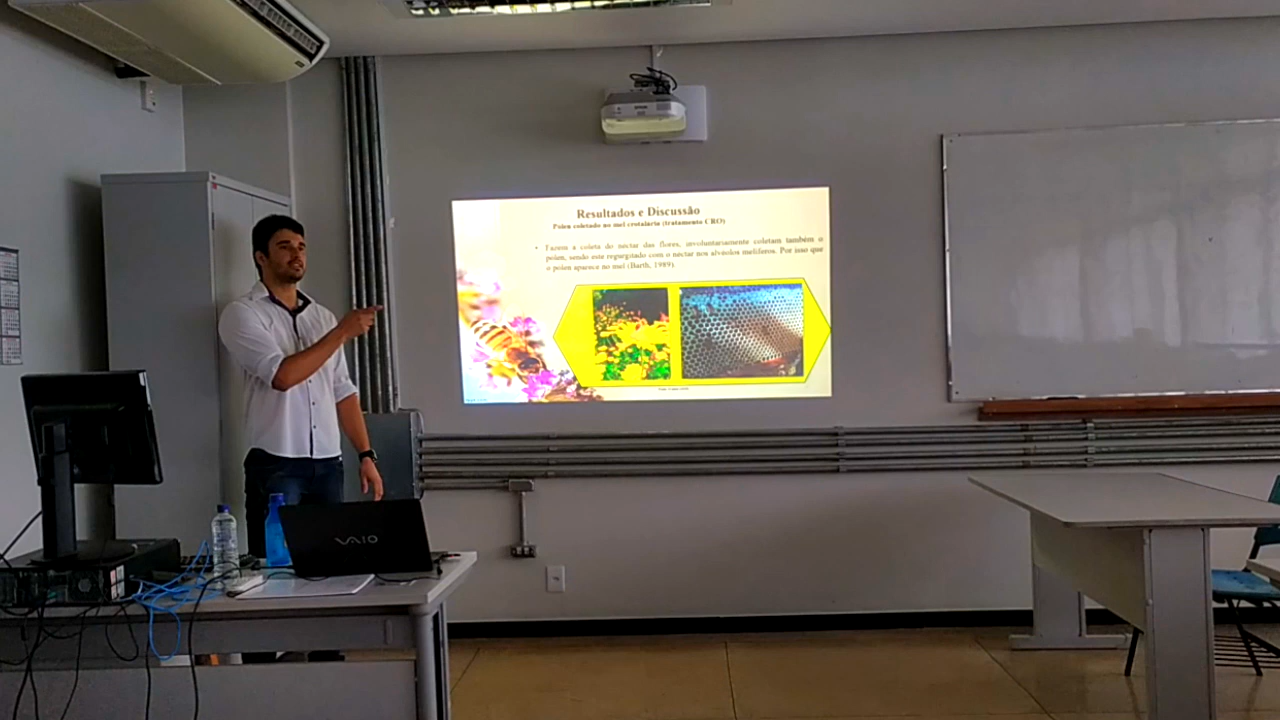 Resultados e Discussão
Pólen coletado no mel crotalária (tratamento CRO)
• Fazem a coleta do néctar das flores, involuntariamente coletam também o
pólen, sendo este regurgitado com o néctar nos alvéolos melíferos. Por isso que
o pólen aparece no mel (Barth, 1989).
VAIO